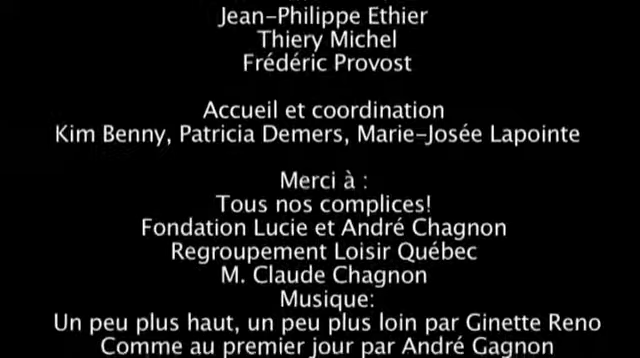 Jean-Philippe Ethier
Thiery Michel
Frédéric Provost
Accueil et coordination
Kim Benny, Patricia Demers, Marie-Josée Lapointe
Merci à :
Tous nos complices!
Fondation Lucie et André Chagnon
Regroupement Loisir Québec
M. Claude Chagnon
Musique:
Un peu plus haut, un peu plus loin par Ginette Reno
Comme au premier jour par André Gagnon